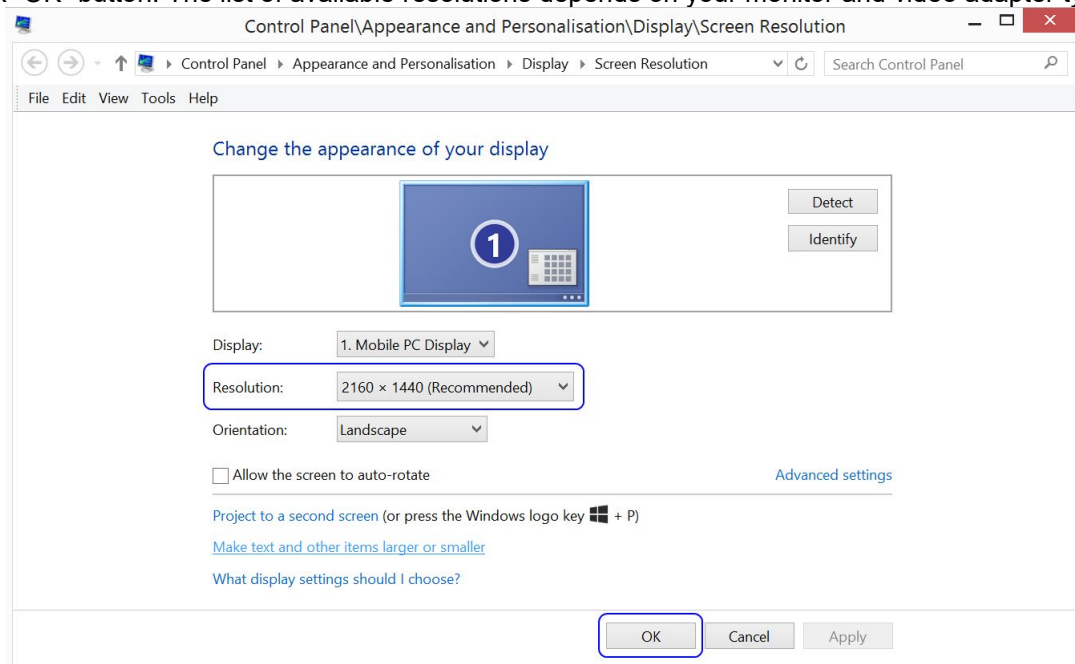 "OK" button. The list of available resolutions depends on your monitor and video adapter
Control Panel\Appearance and Personalisation\Display\Screen Resolution
Control Panel Appearance and Personalisation Display Screen Resolution Search Control Panel
File Edit View Tools Help
Change the appearance of your display
1
Detect
Identify
Display: 1. Mobile PC Display
Resolution: 2160 × 1440 (Recommended)
Orientation: Landscape
Allow the screen to auto-rotate Advanced settings
Project to a second screen (or press the Windows logo key + P)
Make text and other items larger or smaller
What display settings should I choose?
OK Cancel Apply